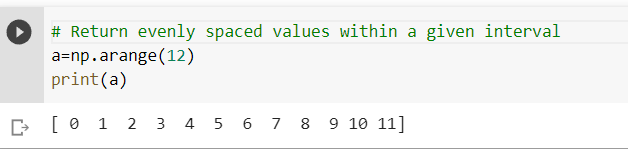 # Return evenly spaced values within a given interval
a=np.arange(12)
print(a)
[ 0  1  2  3  4  5  6  7  8  9 10 11]